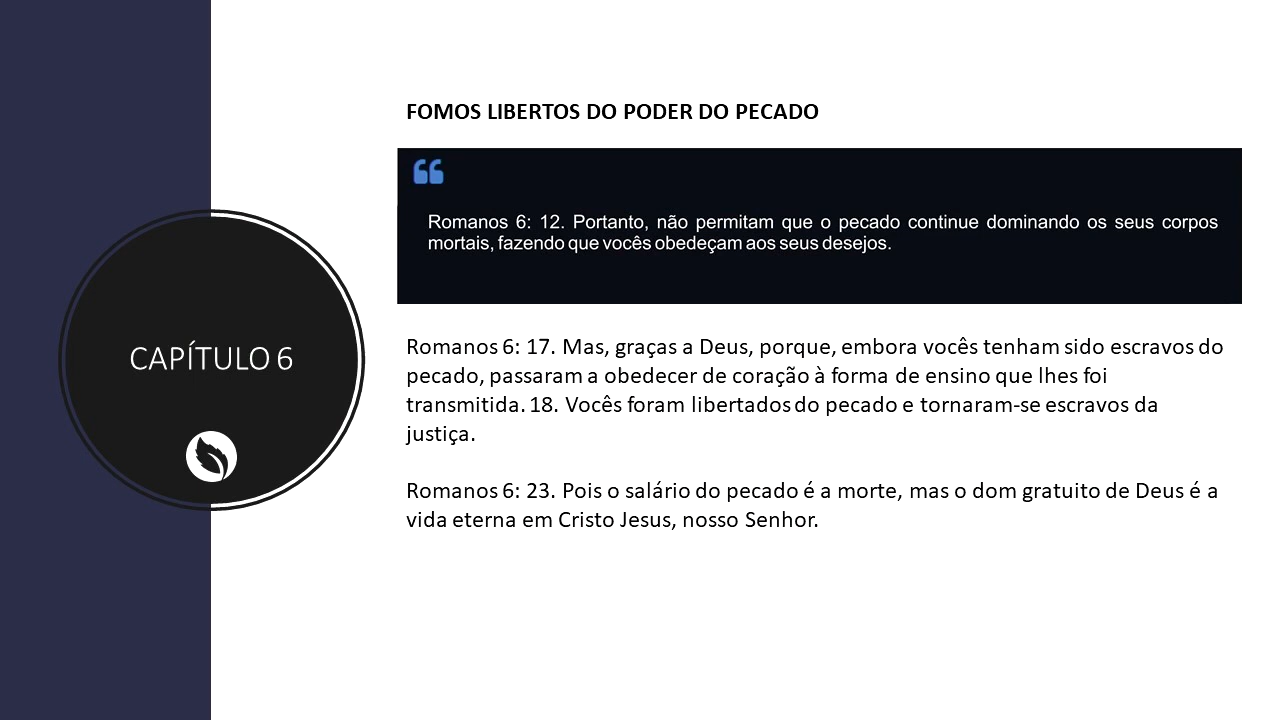 FOMOS LIBERTOS DO PODER DO PECADO
Romanos 6: 12. Portanto, não permitam que o pecado continue dominando os seus corpos
mortais, fazendo que vocês obedeçam aos seus desejos.
CAPÍTULO 6
Romanos 6: 17. Mas, graças a Deus, porque, embora vocês tenham sido escravos do
pecado, passaram a obedecer de coração à forma de ensino que lhes foi
transmitida. 18. Vocês foram libertados do pecado e tornaram-se escravos da
justiça.
Romanos 6: 23. Pois o salário do pecado é a morte, mas o dom gratuito de Deus é a
vida eterna em Cristo Jesus, nosso Senhor.